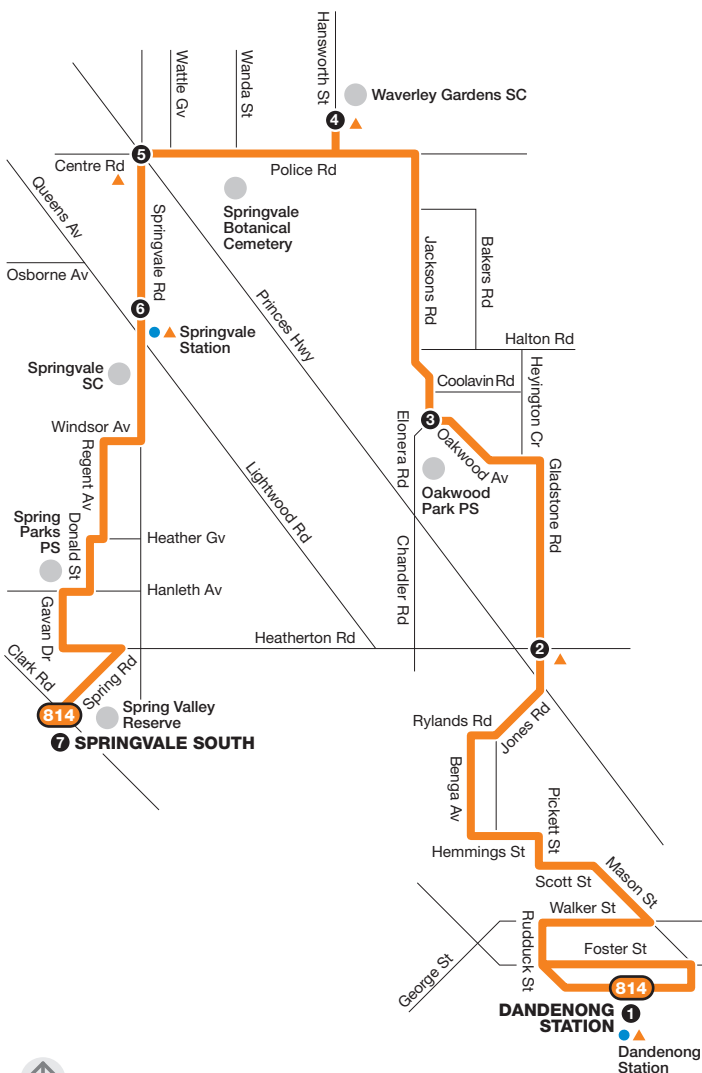 Hansworth St
Wattle Gv
Wanda St
Waverley Gardens SC
4
5
Centre Rd
Police Rd
Queens Av
Springvale
Botanical
Cemetery
Springvale Rd
Jacksons Rd
Bakers Rd
Osborne Av
Princes Hwy
6
Springvale
Station
Halton Rd
Springvale
SC
Coolavin Rd
Heyington Cr
3
Elonera Rd
Oakwood Av
Windsor Av
Regent Av
Lightwood Rd
Oakwood
Park PS
Gladstone Rd
Spring
Parks
PS
Donald St
Heather Gv
Chandler Rd
Hanleth Av
Gavan Dr
Heatherton Rd
2
Clark Rd
Spring Rd
814
Spring Valley
Reserve
7 SPRINGVALE SOUTH
Rylands Rd
Jones Rd
Benga Av
Pickett St
Hemmings St
Mason St
Scott St
Walker St
Rudduck St
Foster St
George St
814
DANDENONG 1
STATION
Dandenong
Station